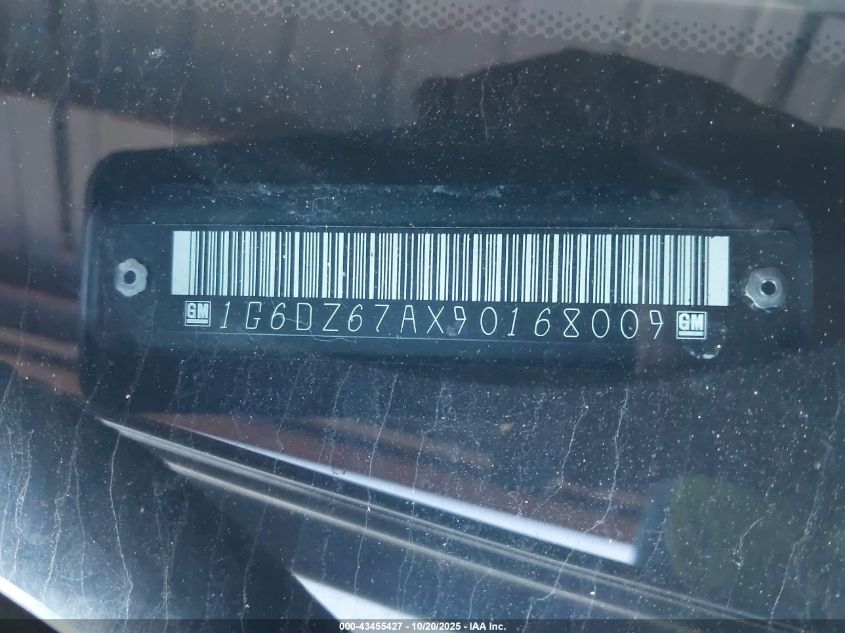 GM 1G6DZ67AX90168009 GM
000-43455427 - 10/20/2025 - IAA Inc.